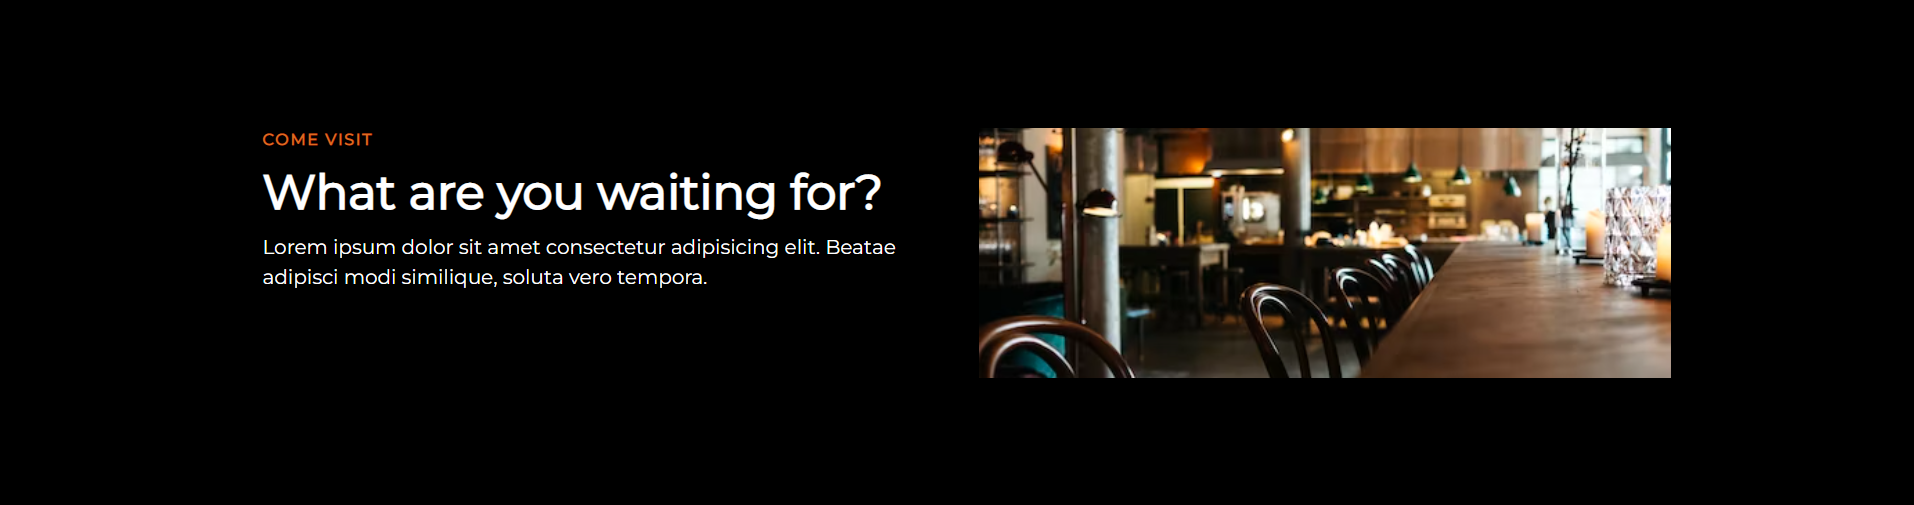 COME VISIT
What are you waiting for?
Lorem ipsum dolor sit amet consectetur adipisicing elit. Beatae
adipisci modi similique, soluta vero tempora.